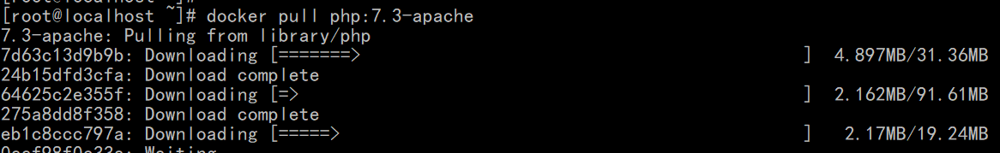 [root@localhost ~]# docker pull php:7.3-apache
7.3-apache: Pulling from library/php
7d63c13d9b9b: Downloading [=======>                                           ]  4.897MB/31.36MB
24b15dfd3cfa: Download complete
64625c2e355f: Downloading [=>                                                 ]  2.162MB/91.61MB
275a8dd8f358: Download complete
eb1c8ccc797a: Downloading [=====>                                             ]   2.17MB/19.24MB
Waiting